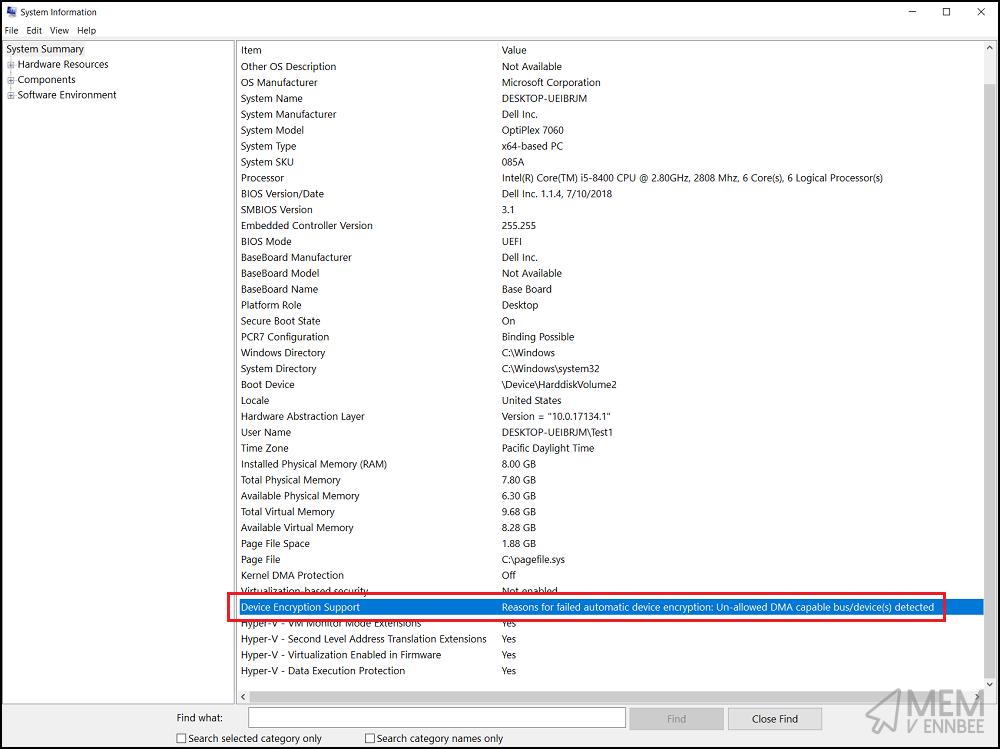 System Information
File Edit View Help
System Summary
Hardware Resources
Components
Software Environment
Item Value
Other OS Description Not Available
OS Manufacturer Microsoft Corporation
System Name DESKTOP-UEIBRJM
System Manufacturer Dell Inc.
System Model OptiPlex 7060
System Type x64-based PC
System SKU 085A
Processor Intel(R) Core(TM) i5-8400 CPU @ 2.80GHz, 2808 Mhz, 6 Core(s), 6 Logical Processor(s)
BIOS Version/Date Dell Inc. 1.1.4, 7/10/2018
SMBIOS Version 3.1
Embedded Controller Version 255.255
BIOS Mode UEFI
BaseBoard Manufacturer Dell Inc.
BaseBoard Model Not Available
BaseBoard Name Base Board
Platform Role Desktop
Secure Boot State On
PCR7 Configuration Binding Possible
Windows Directory C:\Windows
System Directory C:\Windows\system32
Boot Device \Device\HarddiskVolume2
Locale United States
Hardware Abstraction Layer Version = "10.0.17134.1"
User Name DESKTOP-UEIBRJM\Test1
Time Zone Pacific Daylight Time
Installed Physical Memory (RAM) 8.00 GB
Total Physical Memory 7.80 GB
Available Physical Memory 6.30 GB
Total Virtual Memory 9.68 GB
Available Virtual Memory 8.28 GB
Page File Space 1.88 GB
Page File C:\pagefile.sys
Kernel DMA Protection Off
Virtualization-based security Not enabled
Device Encryption Support Reasons for failed automatic device encryption: Un-allowed DMA capable bus/device(s) detected
Hyper-V - VM Monitor Mode Extensions Yes
Hyper-V - Second Level Address Translation Extensions Yes
Hyper-V - Virtualization Enabled in Firmware Yes
Hyper-V - Data Execution Protection Yes
Find what: Find Close Find
Search selected category only Search category names only
MEM
V ENNBEE